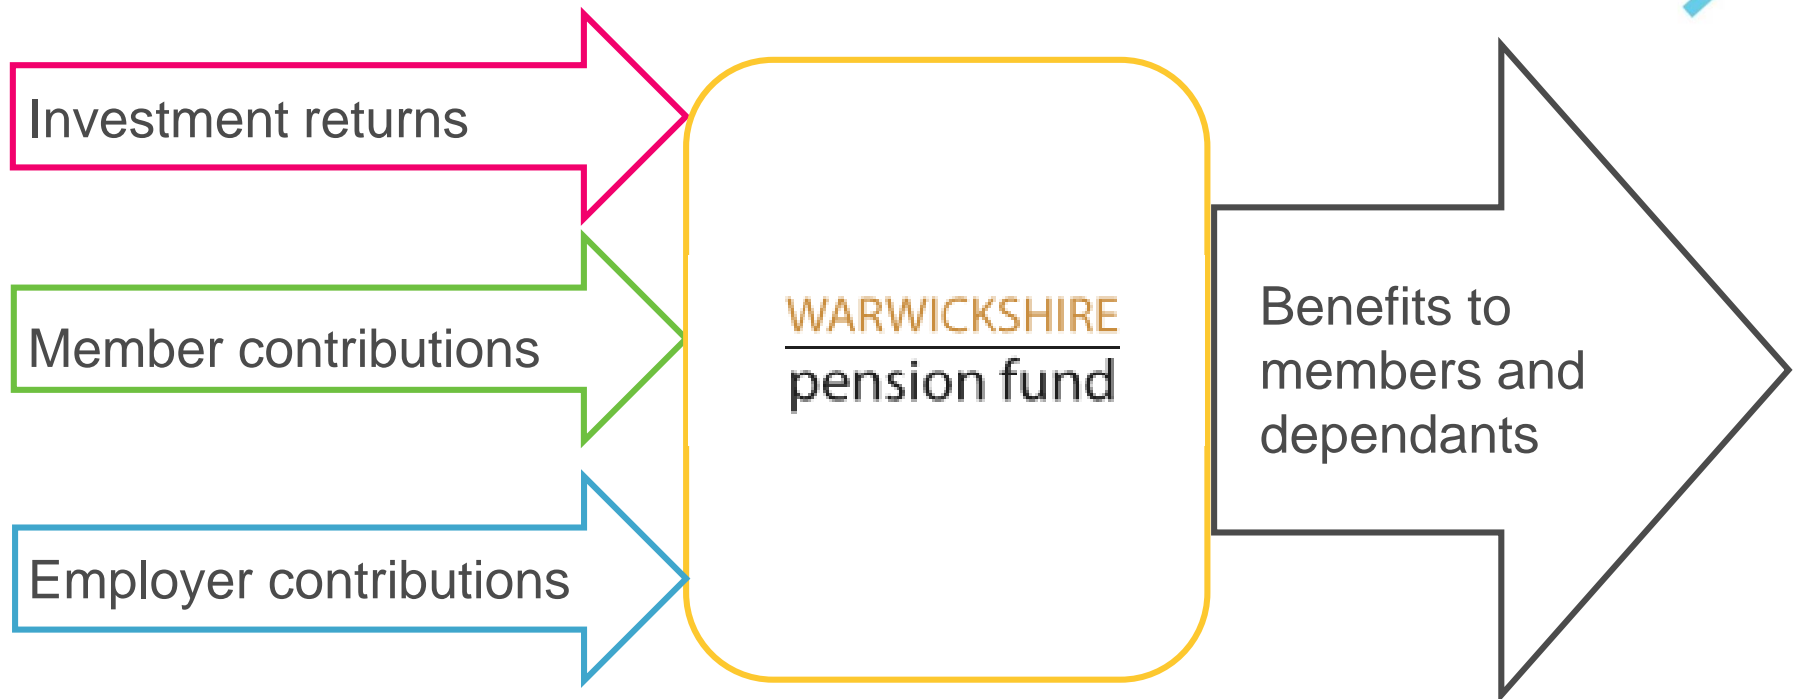 Investment returns
Member contributions
Employer contributions
WARWICKSHIRE
pension fund
Benefits to
members and
dependants